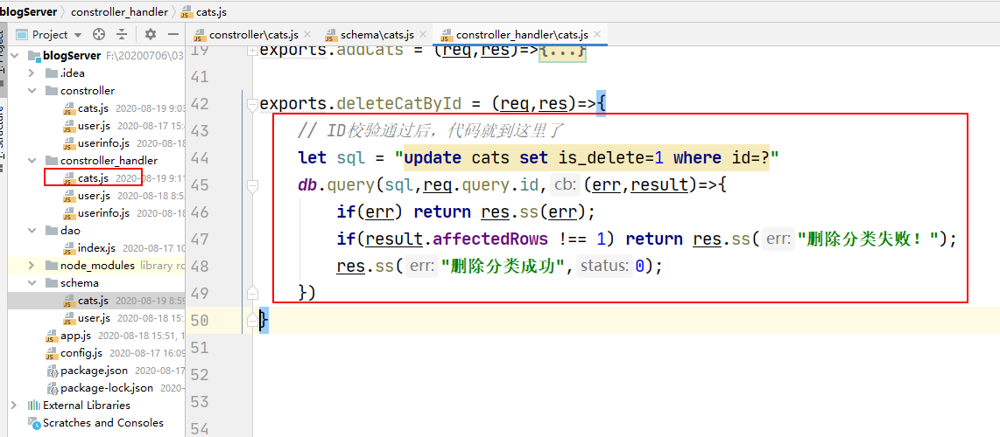 blogServer > constroller_handler > cats.js
Project
constroller\cats.js × schema\cats.js × constroller_handler\cats.js ×
blogServer F:\20200706\03
.idea
constroller
cats.js 2020-08-19 9:03
user.js 2020-08-17 15:
userinfo.js 2020-08-18
constroller_handler
cats.js 2020-08-19 9:11
user.js 2020-08-18 8:5
userinfo.js 2020-08-18
dao
index.js 2020-08-17 10
node_modules library ro
schema
cats.js 2020-08-19 8:59
user.js 2020-08-18 15:
app.js 2020-08-18 15:51, 1
config.js 2020-08-17 16:09
package.json 2020-08-17
package-lock.json 2020-08
External Libraries
Scratches and Consoles
19 exports.addCats = (req,res)=>{...}
41
42 exports.deleteCatById = (req,res)=>{
43 // ID校验通过后，代码就到这里了
44 let sql = "update cats set is_delete=1 where id=?"
45 db.query(sql,req.query.id, cb: (err,result)=>{
46 if(err) return res.ss(err);
47 if(result.affectedRows !== 1) return res.ss( err: "删除分类失败！");
48 res.ss( err: "删除分类成功", status: 0);
49 })
50 }
51
52
53
54